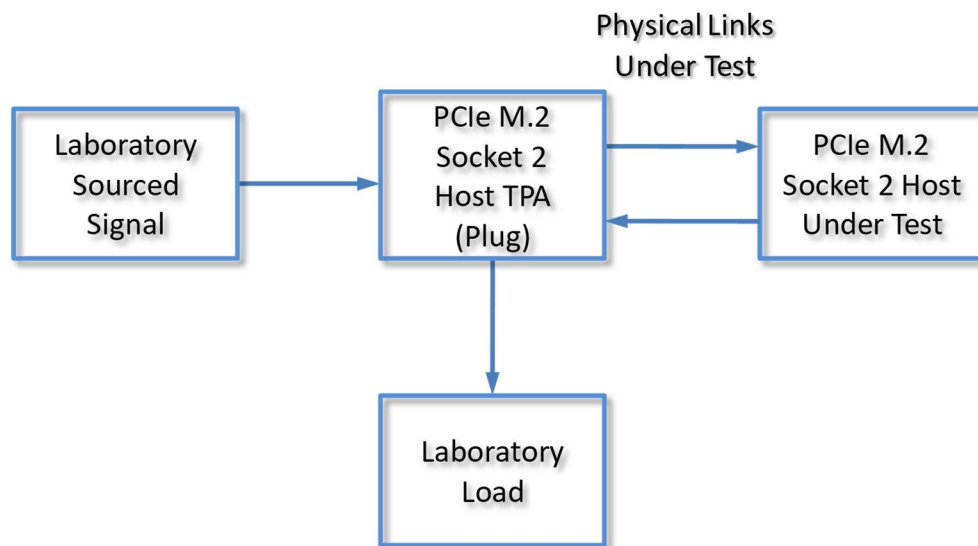 Physical Links
Under Test
Laboratory
Sourced
Signal
PCIe M.2
Socket 2
Host TPA
(Plug)
PCIe M.2
Socket 2 Host
Under Test
Laboratory
Load